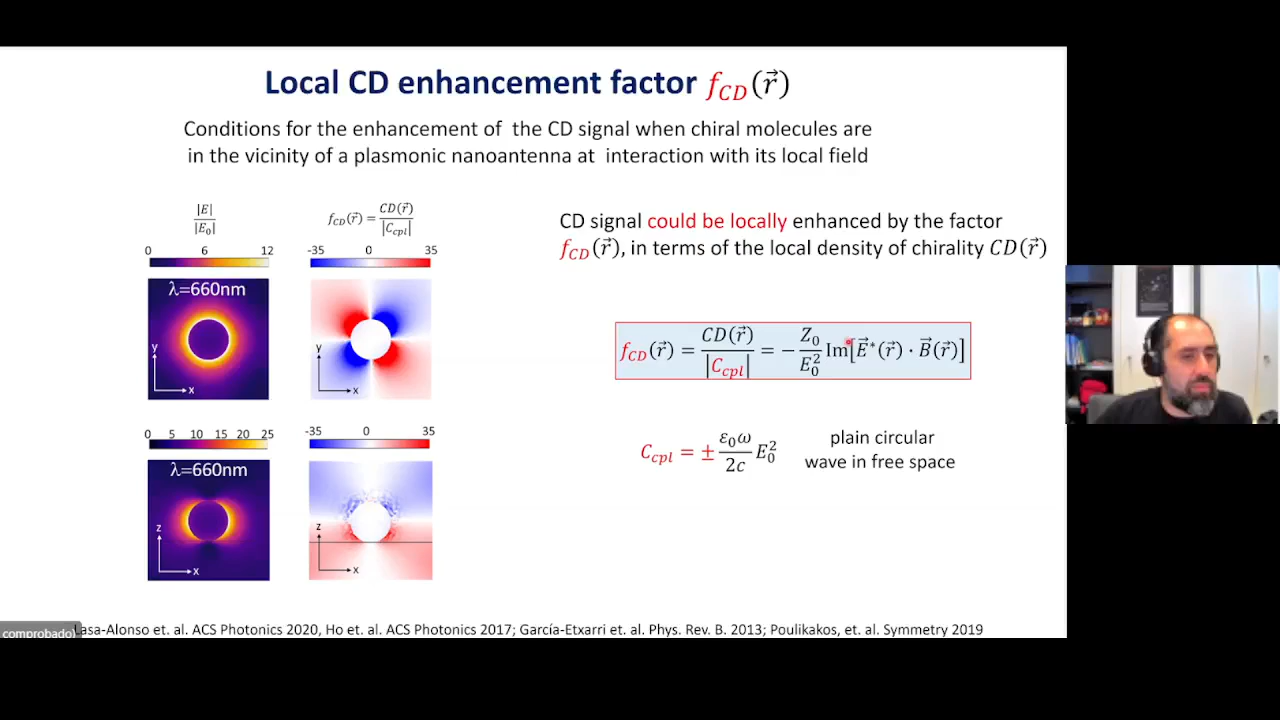 Local CD enhancement factor f_CD(r⃗)
Conditions for the enhancement of the CD signal when chiral molecules are
in the vicinity of a plasmonic nanoantenna at interaction with its local field
|E| / |E₀|
f_CD(r⃗) = CD(r⃗) / |C_cpl|
0 6 12
-35 0 35
λ=660nm
y
x
y
x
0 5 10 15 20 25
-35 0 35
λ=660nm
z
x
z
x
CD signal could be locally enhanced by the factor
f_CD(r⃗), in terms of the local density of chirality CD(r⃗)
f_CD(r⃗) = CD(r⃗) / |C_cpl| = − Z₀ / E₀² Im[E⃗*(r⃗) · B⃗(r⃗)]
C_cpl = ± ε₀ω / 2c E₀²
plain circular
wave in free space
comprobado)
asa-Alonso et. al. ACS Photonics 2020, Ho et. al. ACS Photonics 2017; García-Etxarri et. al. Phys. Rev. B. 2013; Poulikakos, et. al. Symmetry 2019